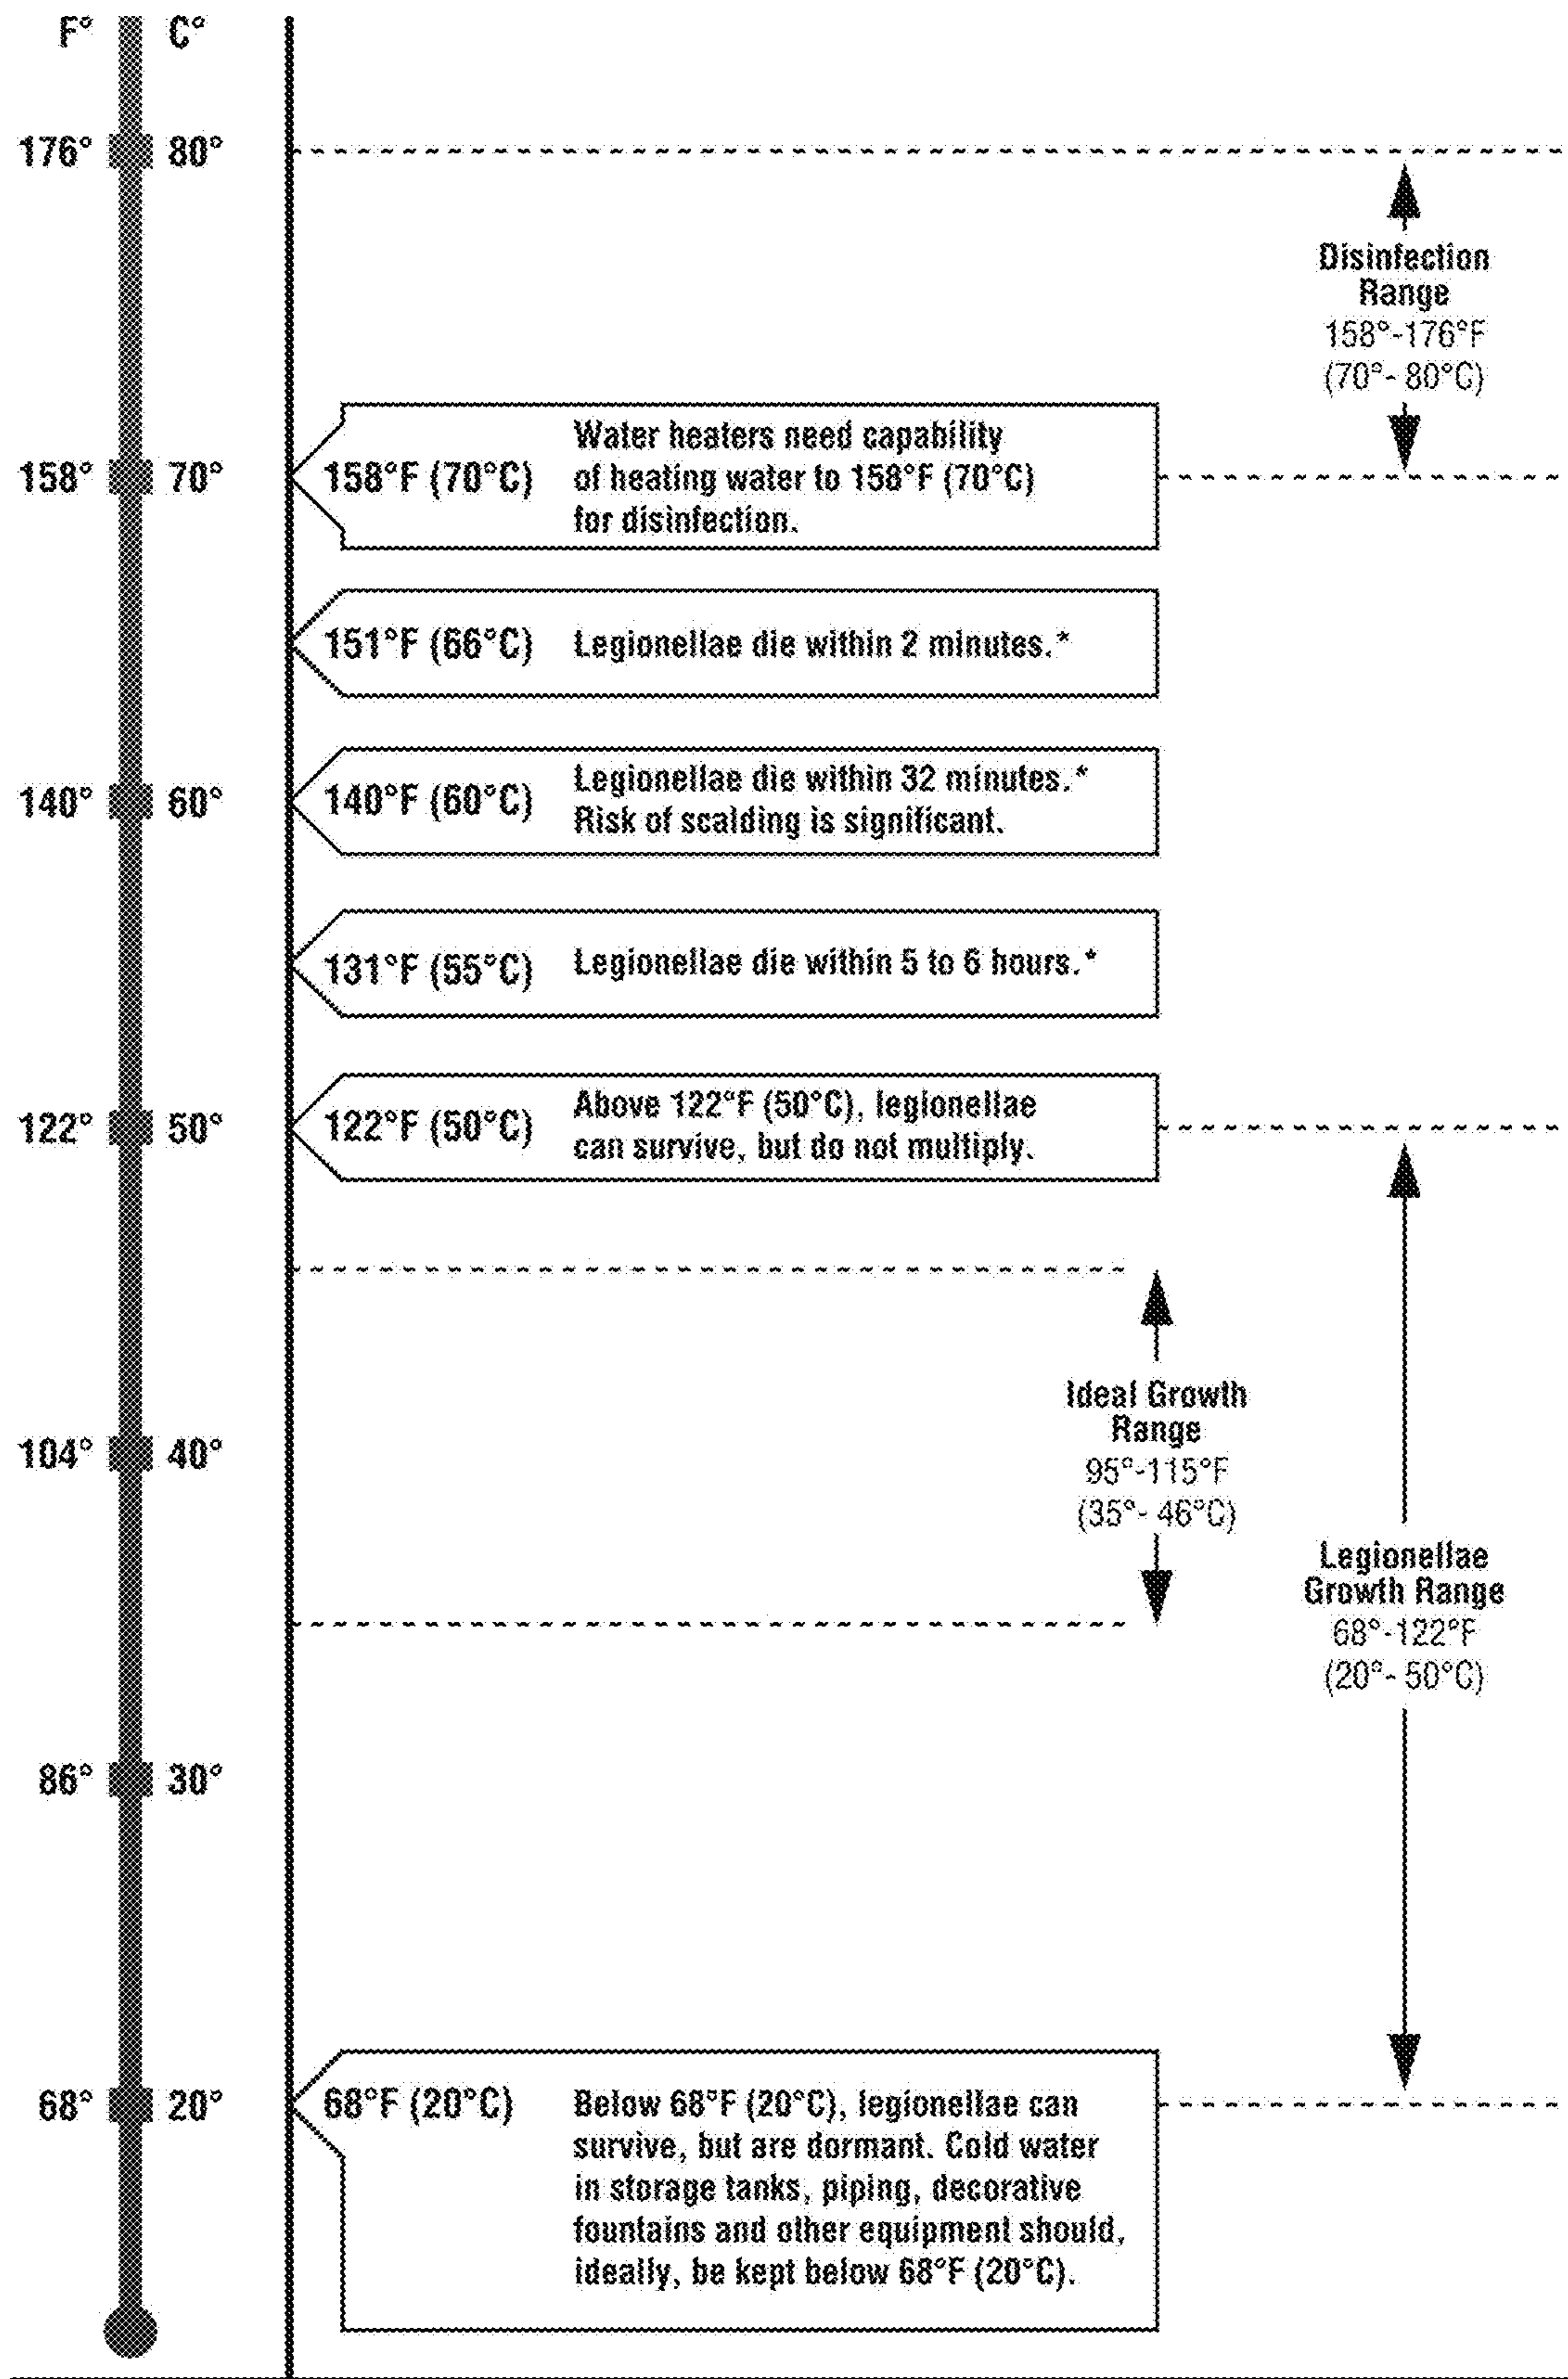 F° C°
176° 80°
Disinfection
Range
158°-176°F
(70°- 80°C)
158° 70°
158°F (70°C)
Water heaters need capability
of heating water to 158°F (70°C)
for disinfection.
151°F (66°C) Legionellae die within 2 minutes.*
140° 60°
140°F (60°C)
Legionellae die within 32 minutes.*
Risk of scalding is significant.
131°F (55°C) Legionellae die within 5 to 6 hours.*
122° 50°
122°F (50°C)
Above 122°F (50°C), legionellae
can survive, but do not multiply.
104° 40°
Ideal Growth
Range
95°-115°F
(35°- 46°C)
Legionellae
Growth Range
68°-122°F
(20°- 50°C)
86° 30°
68° 20°
68°F (20°C)
Below 68°F (20°C), legionellae can
survive, but are dormant. Cold water
in storage tanks, piping, decorative
fountains and other equipment should,
ideally, be kept below 68°F (20°C).